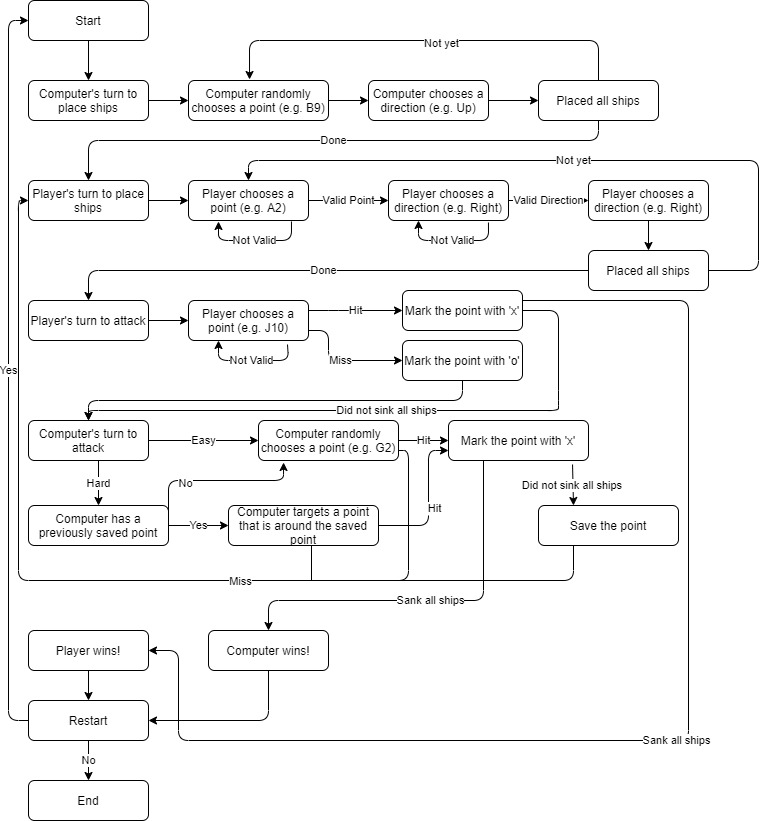 Start
Not yet
Computer's turn to
place ships
Computer randomly
chooses a point (e.g. B9)
Computer chooses a
direction (e.g. Up)
Placed all ships
Done
Not yet
Player's turn to place
ships
Player chooses a
point (e.g. A2)
Valid Point
Player chooses a
direction (e.g. Right)
Valid Direction
Player chooses a
direction (e.g. Right)
Not Valid
Not Valid
Done
Placed all ships
Player's turn to attack
Player chooses a
point (e.g. J10)
Hit
Mark the point with 'x'
Not Valid
Miss
Mark the point with 'o'
Yes
Did not sink all ships
Computer's turn to
attack
Easy
Computer randomly
chooses a point (e.g. G2)
Hit
Mark the point with 'x'
Hard
No
Did not sink all ships
Hit
Computer has a
previously saved point
Yes
Computer targets a point
that is around the saved
point
Save the point
Miss
Sank all ships
Player wins!
Computer wins!
Restart
Sank all ships
No
End